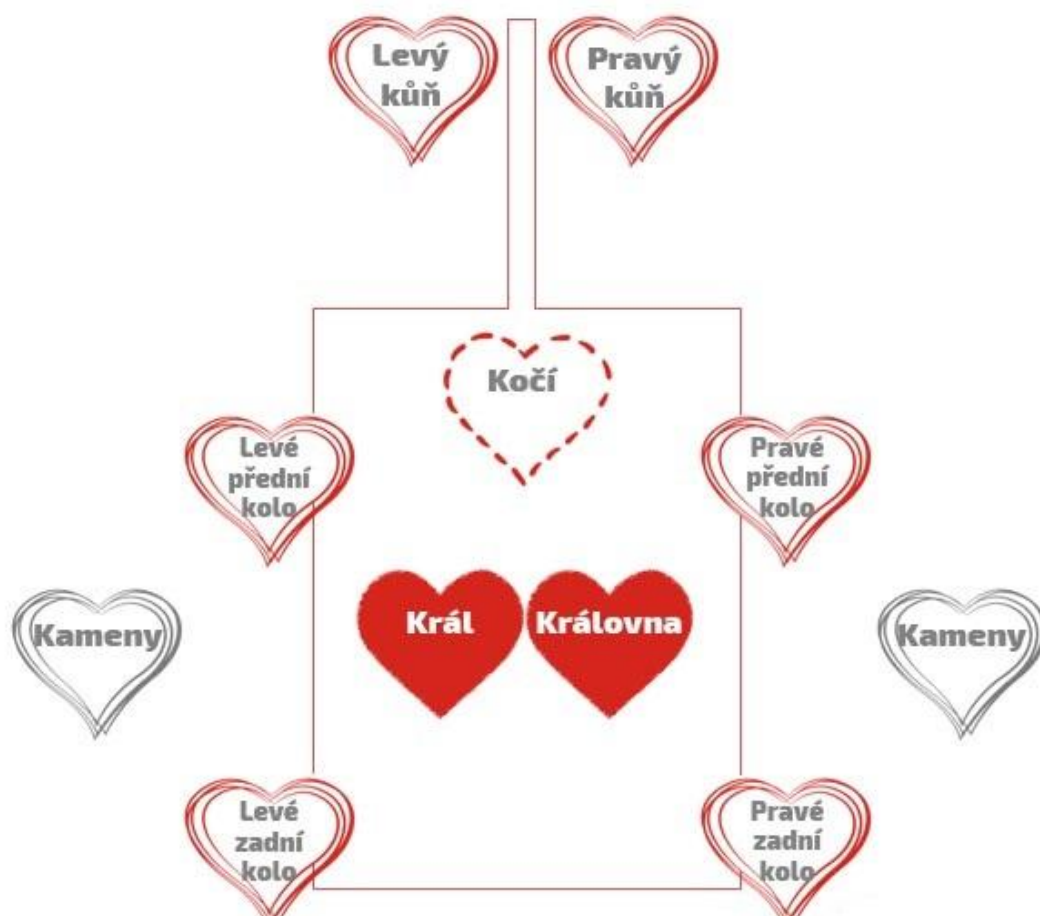 Levý
kůň
Pravý
kůň
Kočí
Levé
přední
kolo
Pravé
přední
kolo
Kameny
Král
Královna
Kameny
Levé
zadní
kolo
Pravé
zadní
kolo